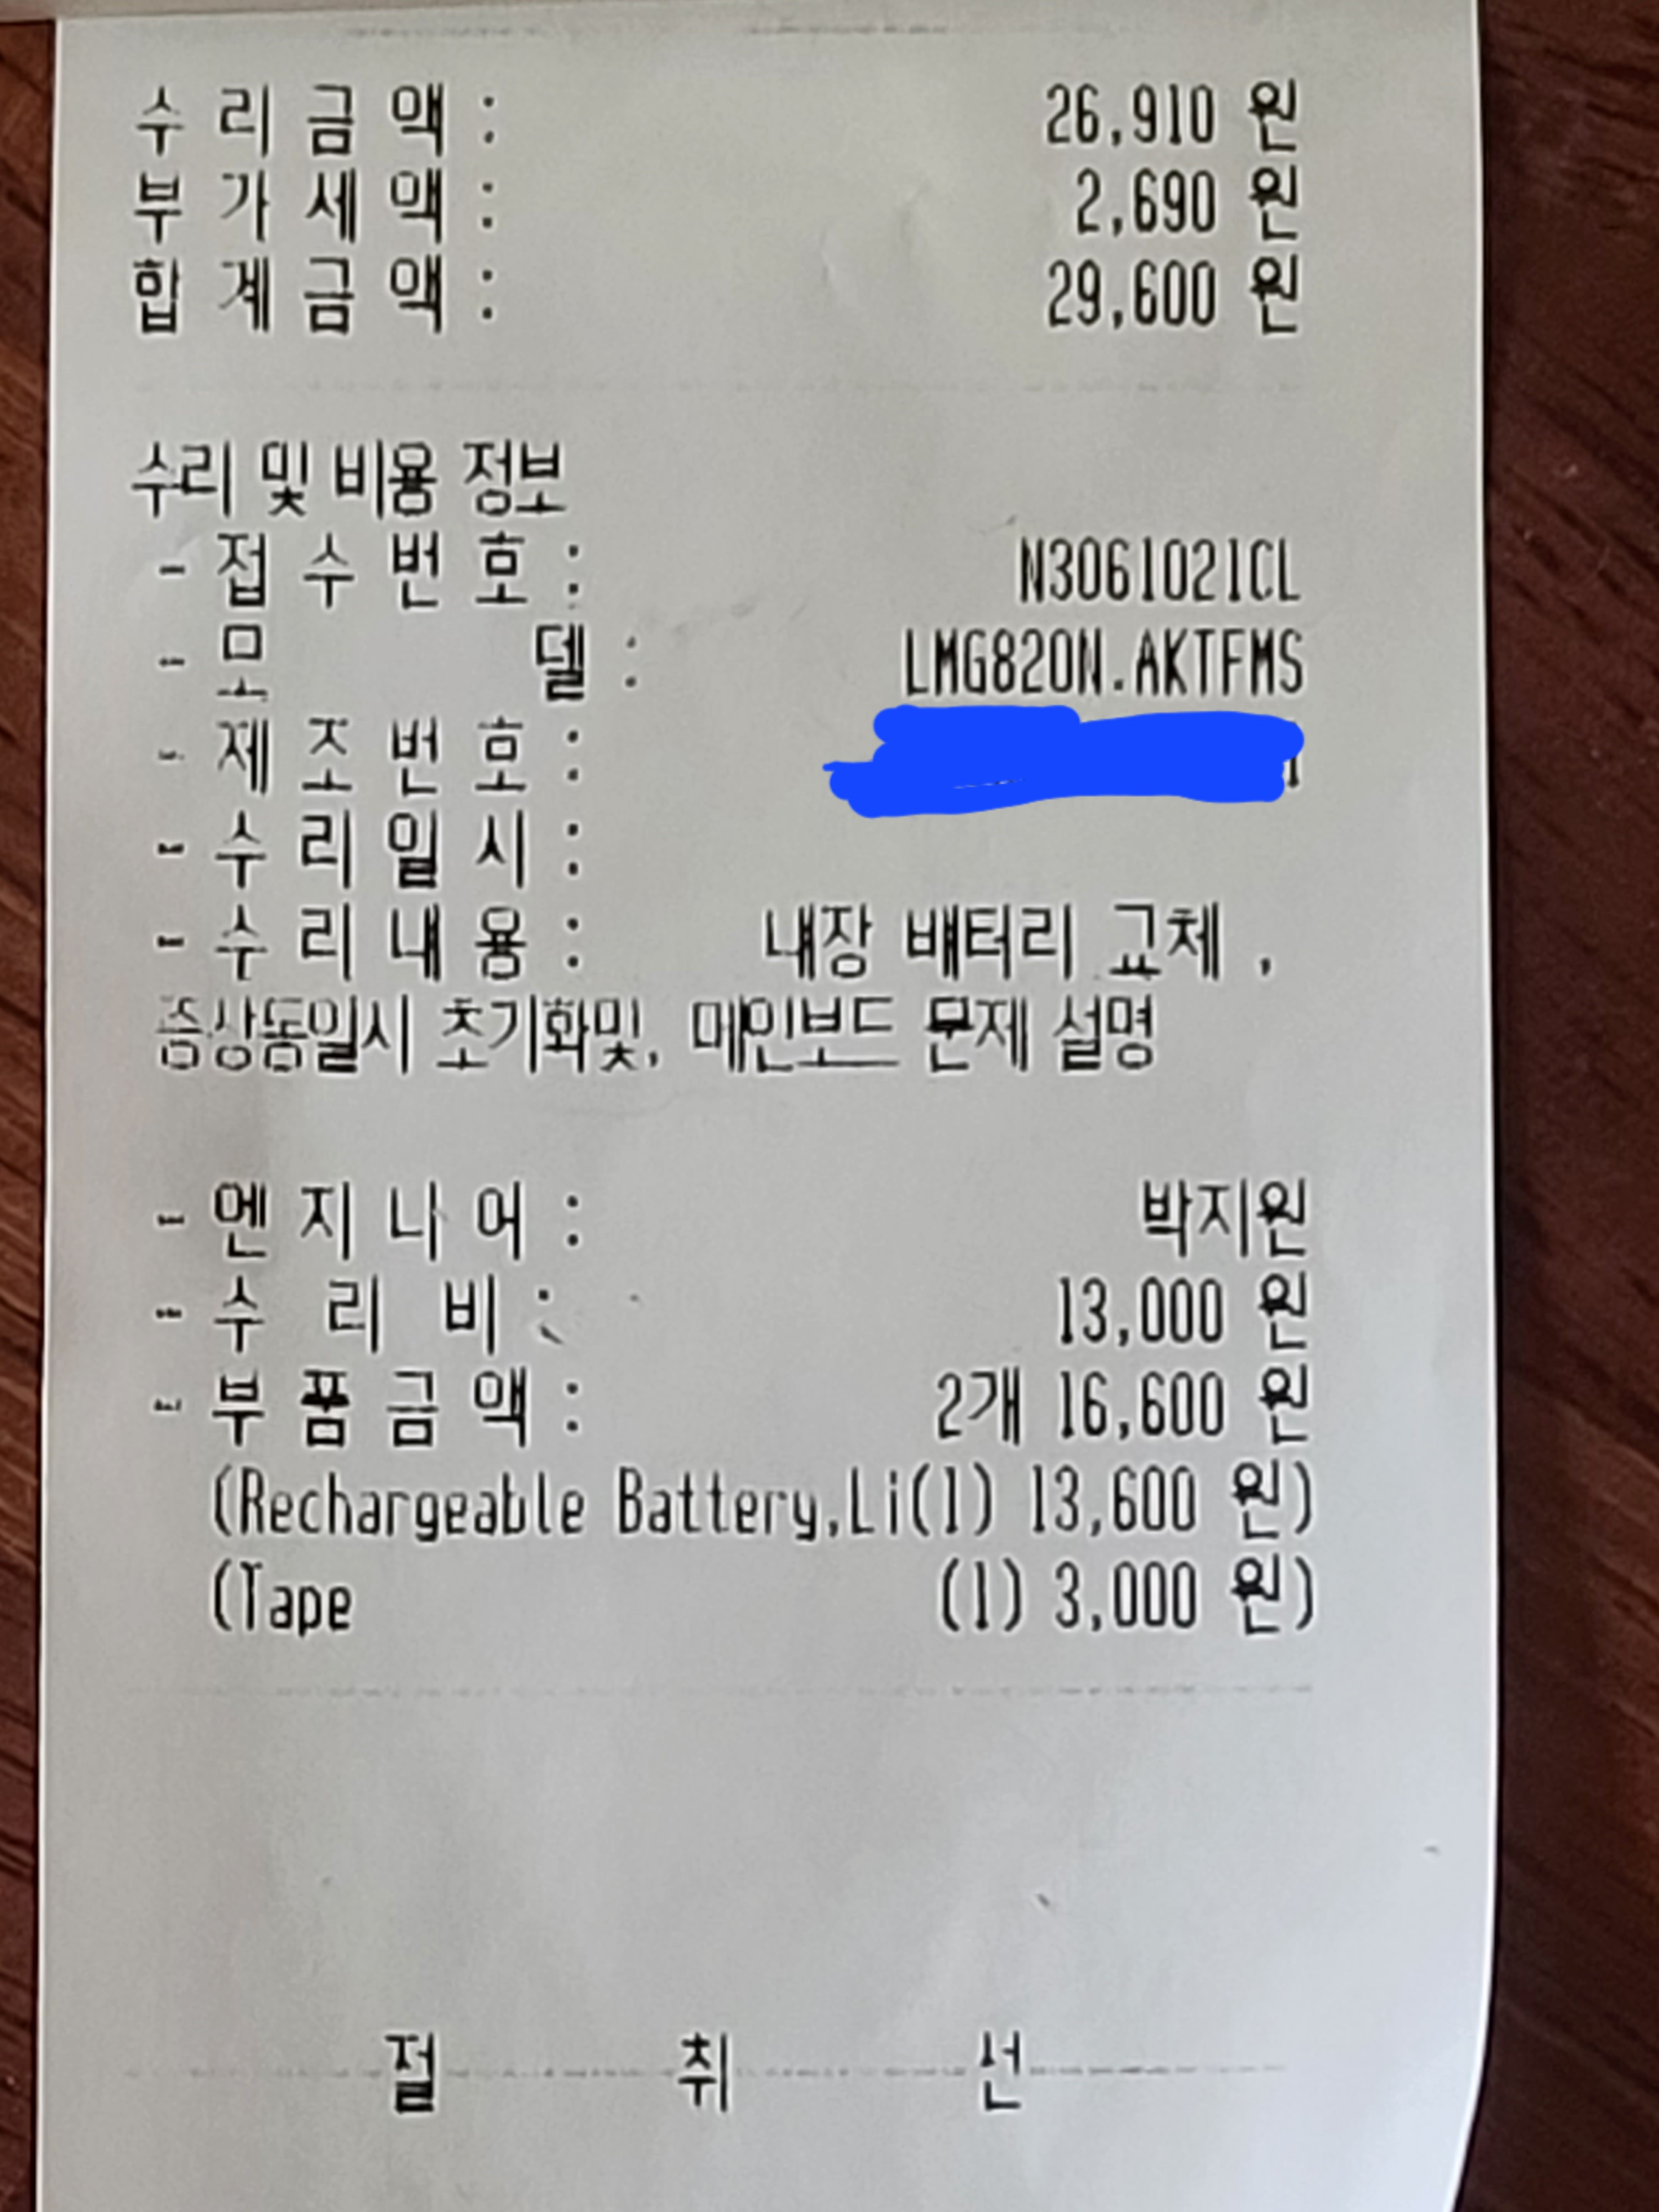 수 리 금 액 : 26,910 원
부 가 세 액 : 2,690 원
합 계 금 액 : 29,600 원
수리 및 비용 정보
- 접 수 번 호 : N3061021CL
- 모 델 : LMG820N.AKTFMS
- 제 조 번 호 :
- 수 리 일 시 :
- 수 리 내 용 : 내장 배터리 교체 ,
증상동일시 초기화및, 메인보드 문제 설명
- 엔 지 니 어 : 박지원
- 수 리 비 : 13,000 원
- 부 품 금 액 : 2개 16,600 원
(Rechargeable Battery,Li(1) 13,600 원)
(Tape (1) 3,000 원)
절 취 선